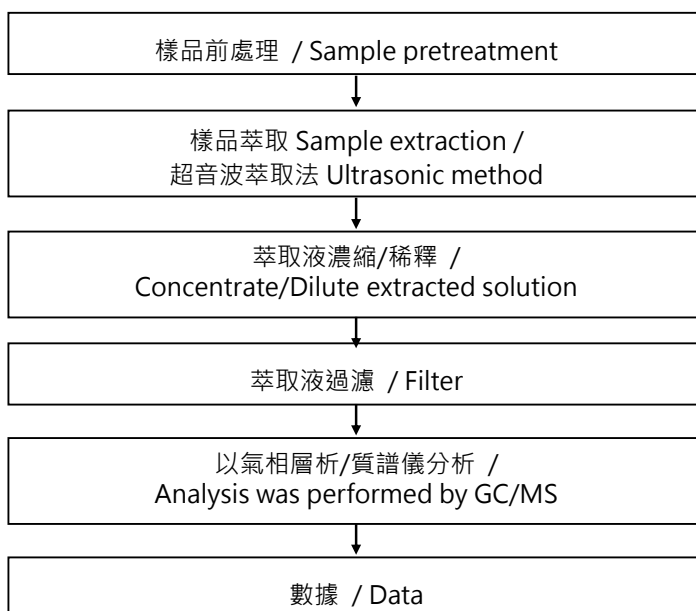 樣品前處理 / Sample pretreatment
樣品萃取 Sample extraction /
超音波萃取法 Ultrasonic method
萃取液濃縮/稀釋 /
Concentrate/Dilute extracted solution
萃取液過濾 / Filter
以氣相層析/質譜儀分析 /
Analysis was performed by GC/MS
數據 / Data